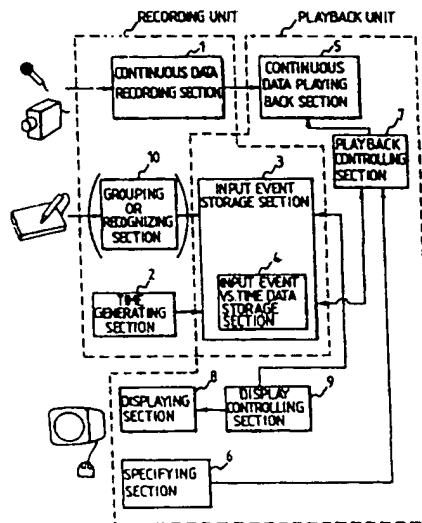 RECORDING UNIT
PLAYBACK UNIT
1
CONTINUOUS DATA
RECORDING SECTION
5
CONTINUOUS
DATA PLAYING
BACK SECTION
7
PLAYBACK
CONTROLLING
SECTION
10
GROUPING
OR
RECOGNIZING
SECTION
3
INPUT EVENT
STORAGE SECTION
4
INPUT EVENT
VS. TIME DATA
STORAGE
SECTION
2
TIME
GENERATING
SECTION
8
DISPLAYING
SECTION
9
DISPLAY
CONTROLLING
SECTION
6
SPECIFYING
SECTION